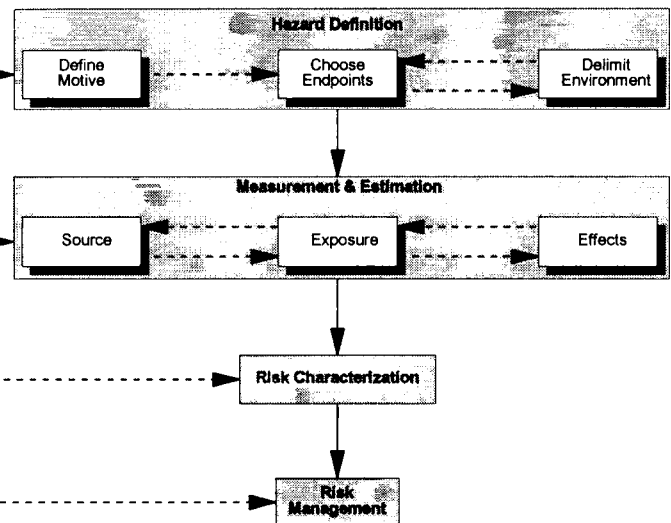 Hazard Definition
Define
Motive
Choose
Endpoints
Delimit
Environment
Measurement & Estimation
Source
Exposure
Effects
Risk Characterization
Risk
Management